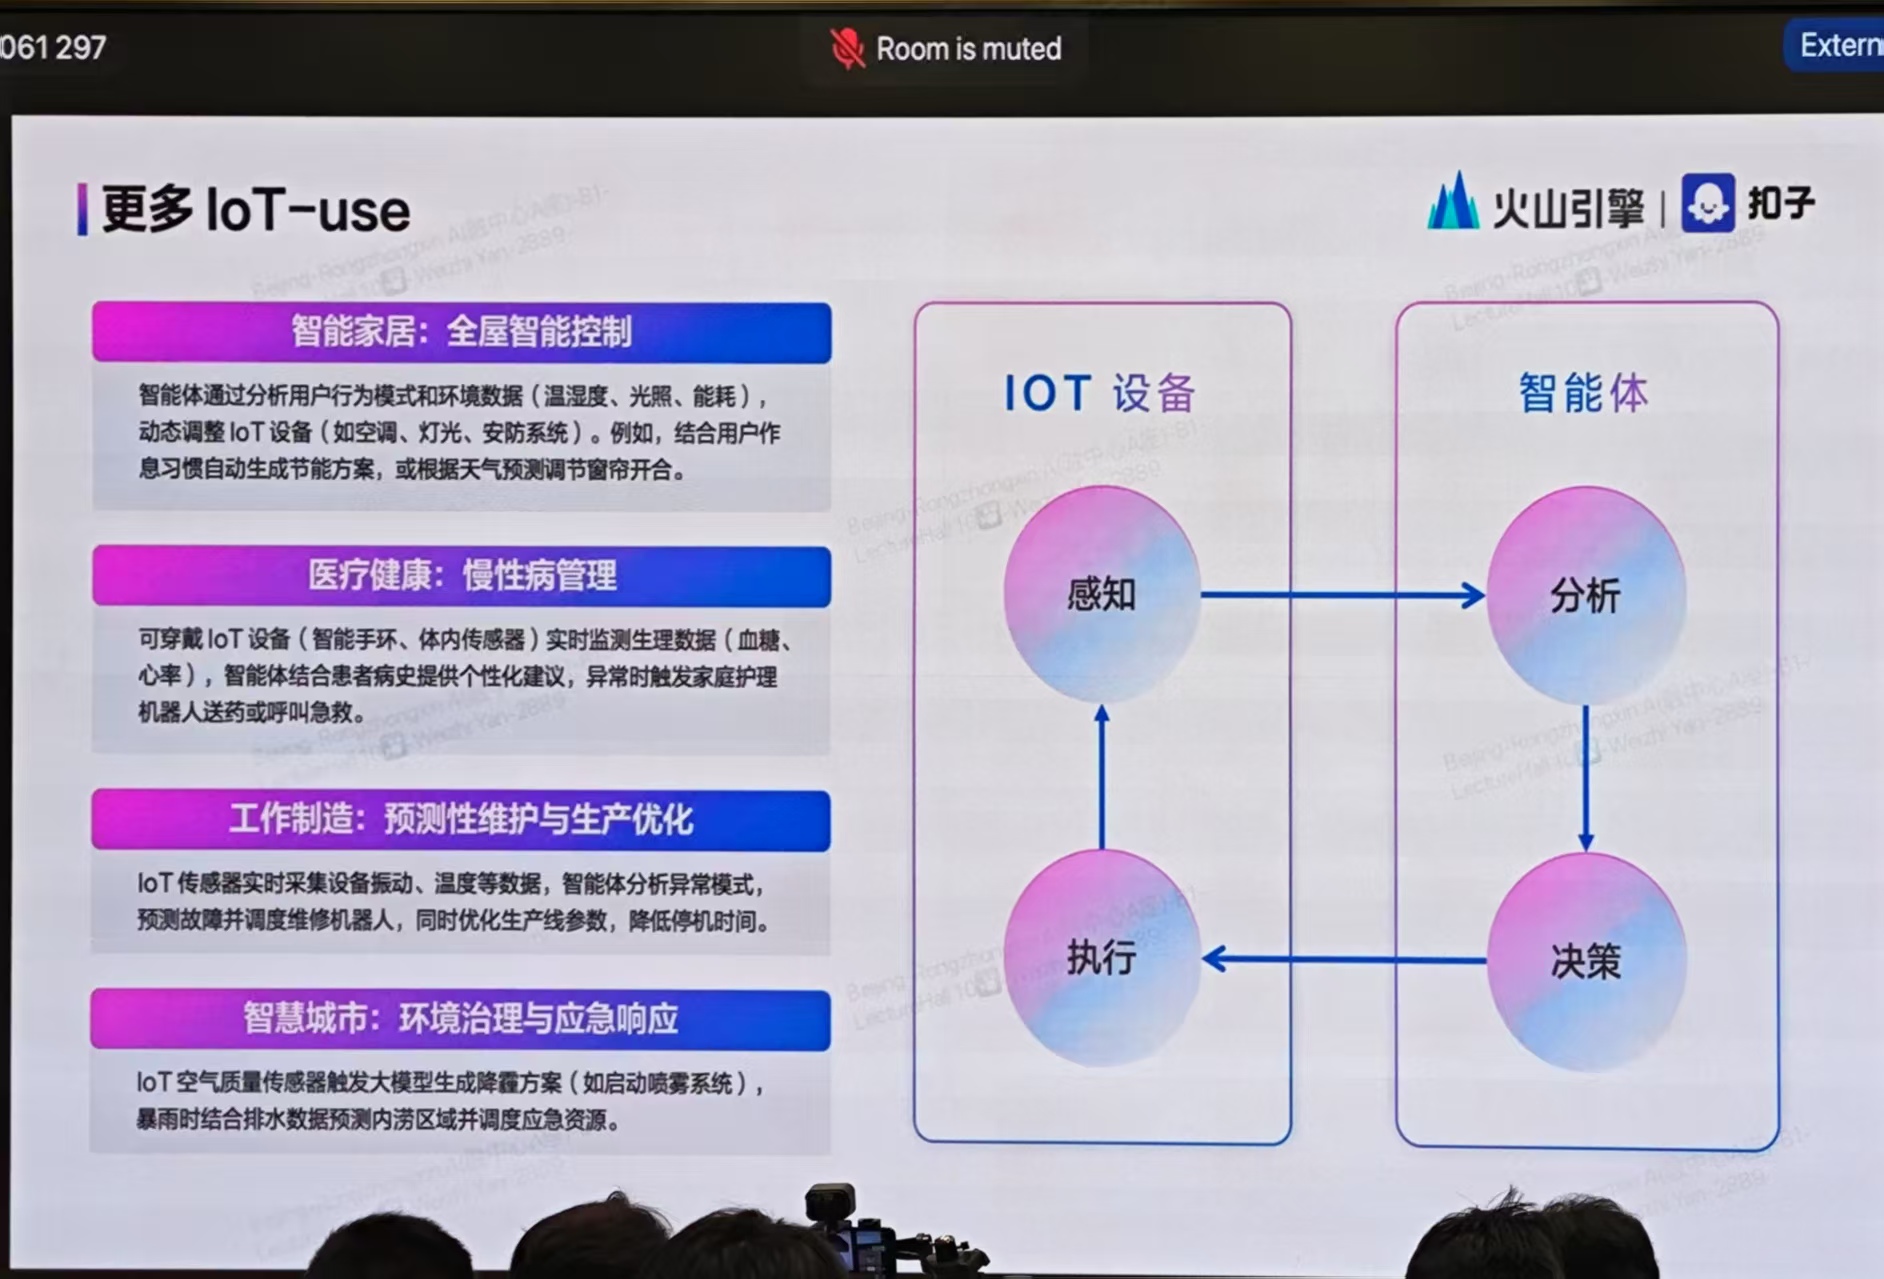 061 297
Room is muted
Extern
更多 IoT-use
火山引擎 | 扣子
智能家居：全屋智能控制
智能体通过分析用户行为模式和环境数据（温湿度、光照、能耗），
动态调整 IoT 设备（如空调、灯光、安防系统）。例如，结合用户作
息习惯自动生成节能方案，或根据天气预测调节窗帘开合。
医疗健康：慢性病管理
可穿戴 IoT 设备（智能手环、体内传感器）实时监测生理数据（血糖、
心率），智能体结合患者病史提供个性化建议，异常时触发家庭护理
机器人送药或呼叫急救。
工作制造：预测性维护与生产优化
IoT 传感器实时采集设备振动、温度等数据，智能体分析异常模式，
预测故障并调度维修机器人，同时优化生产线参数，降低停机时间。
智慧城市：环境治理与应急响应
IoT 空气质量传感器触发大模型生成降霾方案（如启动喷雾系统），
暴雨时结合排水数据预测内涝区域并调度应急资源。
IOT 设备
智能体
感知
分析
执行
决策